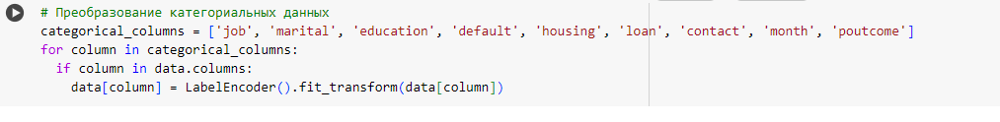 # Преобразование категориальных данных
categorical_columns = ['job', 'marital', 'education', 'default', 'housing', 'loan', 'contact', 'month', 'poutcome']
for column in categorical_columns:
  if column in data.columns:
    data[column] = LabelEncoder().fit_transform(data[column])